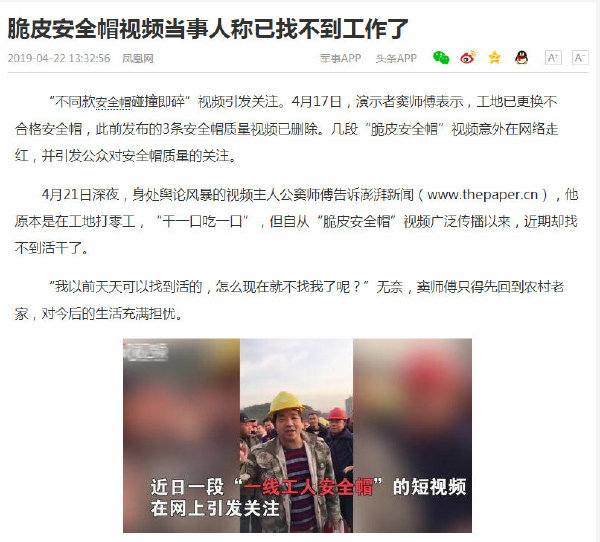 脆皮安全帽视频当事人称已找不到工作了
2019-04-22 13:32:56 凤凰网 军事APP 头条APP A+ A-
“不同款安全帽碰撞即碎”视频引发关注。4月17日，演示者窦师傅表示，工地已更换不
合格安全帽，此前发布的3条安全帽质量视频已删除。几段“脆皮安全帽”视频意外在网络走
红，并引发公众对安全帽质量的关注。
4月21日深夜，身处舆论风暴的视频主人公窦师傅告诉澎湃新闻（www.thepaper.cn），他
原本是在工地打零工，“干一口吃一口”，但自从“脆皮安全帽”视频广泛传播以来，近期却找
不到活干了。
“我以前天天可以找到活的，怎么现在就不找我了呢？”无奈，窦师傅只得先回到农村老
家，对今后的生活充满担忧。
近日一段“一线工人安全帽”的短视频
在网上引发关注